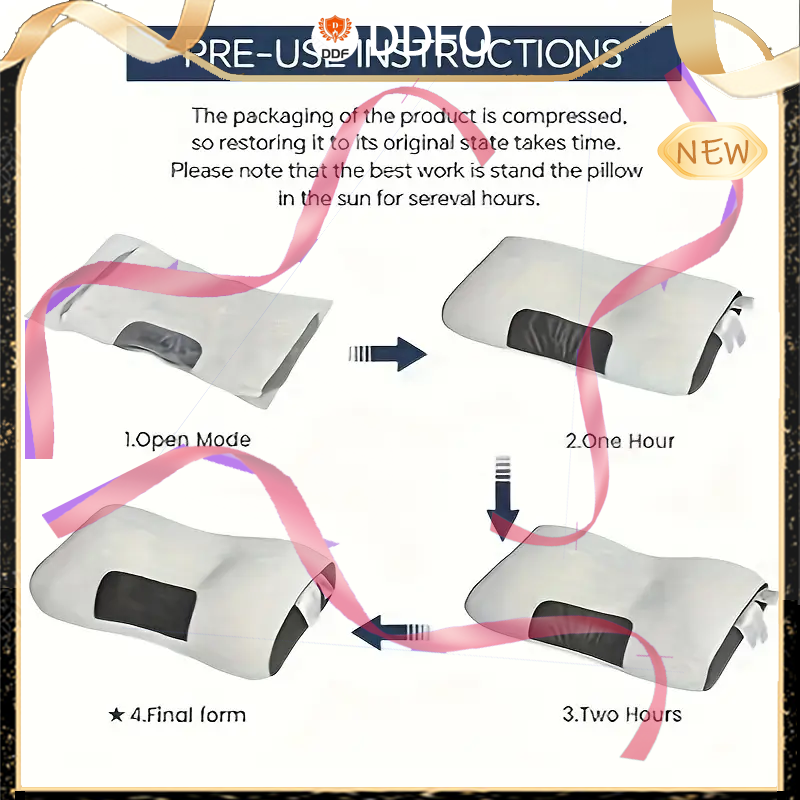 DDFO
DDF
PRE-USE INSTRUCTIONS
The packaging of the product is compressed,
so restoring it to its original state takes time.
Please note that the best work is stand the pillow
in the sun for sereval hours.
NEW
1.Open Mode
2.One Hour
★ 4.Final form
3.Two Hours